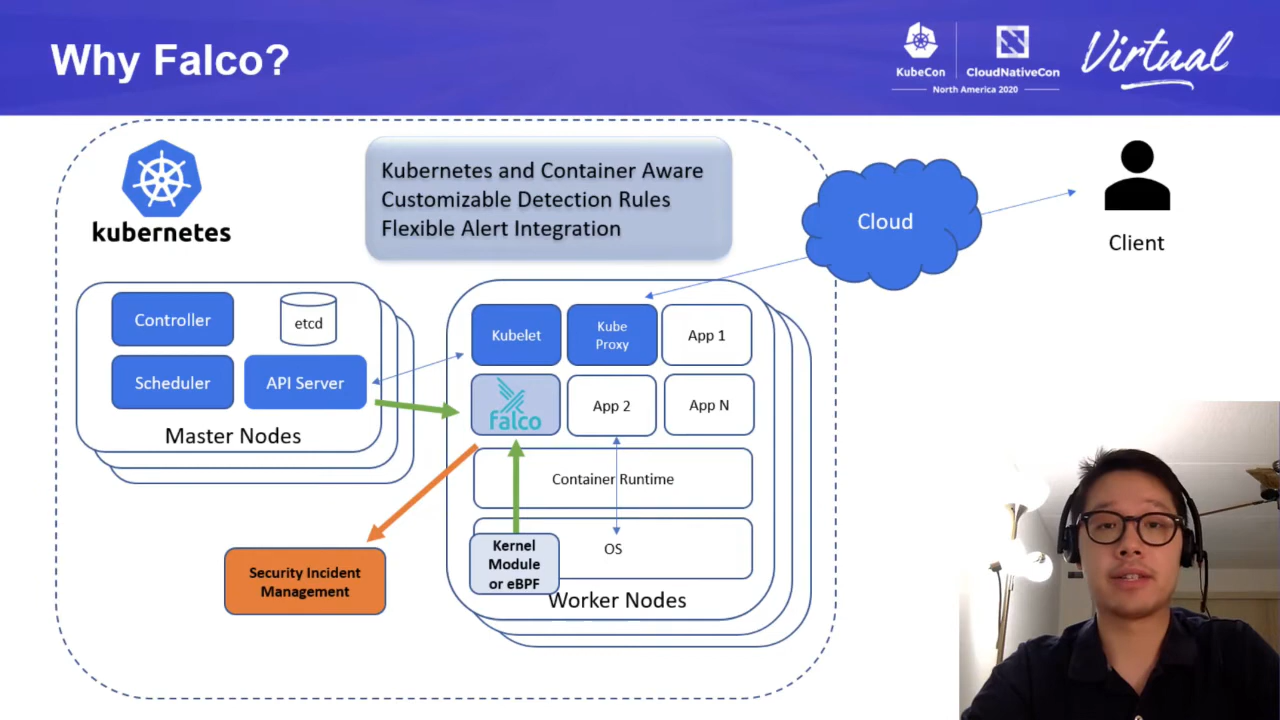 Why Falco?
KubeCon
CloudNativeCon
North America 2020
Virtual
kubernetes
Kubernetes and Container Aware
Customizable Detection Rules
Flexible Alert Integration
Cloud
Client
Controller
etcd
Scheduler
API Server
Master Nodes
Kubelet
Kube
Proxy
App 1
falco
App 2
App N
Container Runtime
OS
Kernel
Module
or eBPF
Worker Nodes
Security Incident
Management